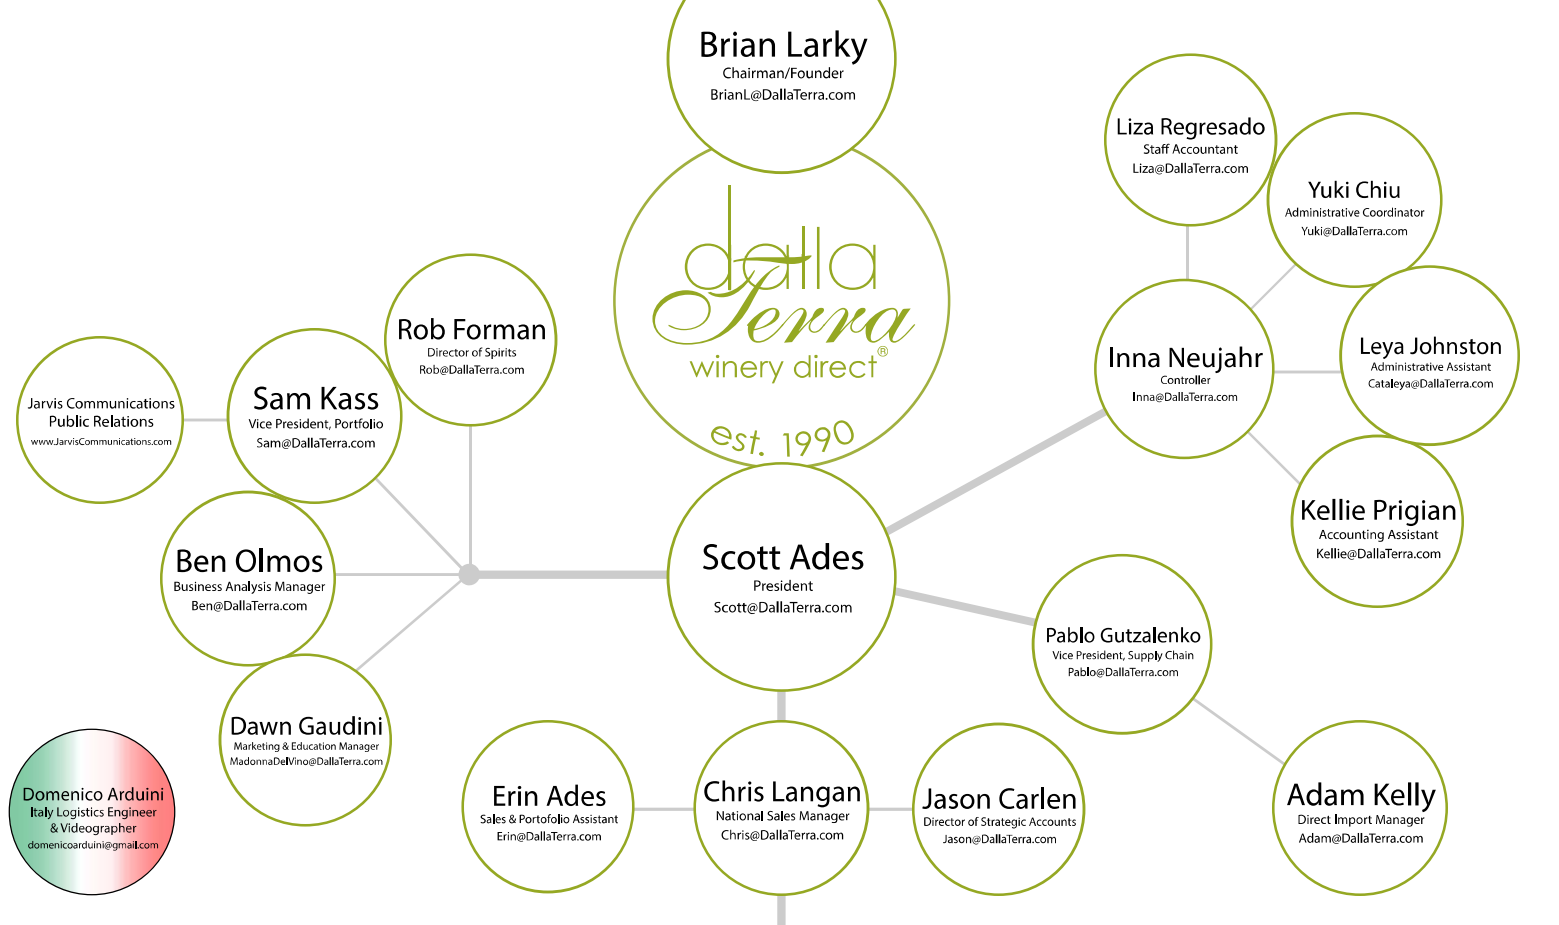 Brian Larky
Chairman/Founder
BrianL@DallaTerra.com
dalla
Terra
winery direct®
est. 1990
Liza Regresado
Staff Accountant
Liza@DallaTerra.com
Yuki Chiu
Administrative Coordinator
Yuki@DallaTerra.com
Rob Forman
Director of Spirits
Rob@DallaTerra.com
Inna Neujahr
Controller
Inna@DallaTerra.com
Leya Johnston
Administrative Assistant
Cataleya@DallaTerra.com
Jarvis Communications
Public Relations
www.JarvisCommunications.com
Sam Kass
Vice President, Portfolio
Sam@DallaTerra.com
Kellie Prigian
Accounting Assistant
Kellie@DallaTerra.com
Ben Olmos
Business Analysis Manager
Ben@DallaTerra.com
Scott Ades
President
Scott@DallaTerra.com
Pablo Gutzalenko
Vice President, Supply Chain
Pablo@DallaTerra.com
Dawn Gaudini
Marketing & Education Manager
MadonnaDelVino@DallaTerra.com
Domenico Arduini
Italy Logistics Engineer
& Videographer
domenicoarduini@gmail.com
Erin Ades
Sales & Portofolio Assistant
Erin@DallaTerra.com
Chris Langan
National Sales Manager
Chris@DallaTerra.com
Jason Carlen
Director of Strategic Accounts
Jason@DallaTerra.com
Adam Kelly
Direct Import Manager
Adam@DallaTerra.com